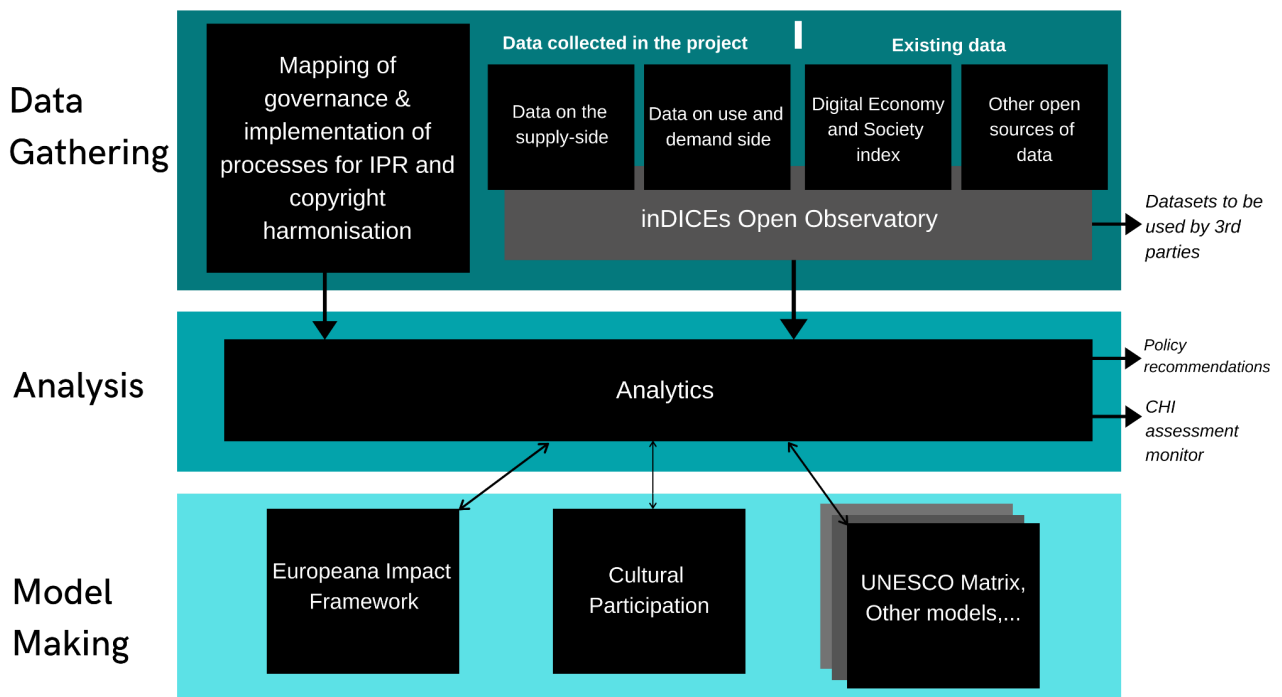 Data
Gathering
Mapping of
governance &
implementation of
processes for IPR and
copyright
harmonisation
Data collected in the project
Existing data
Data on the
supply-side
Data on use and
demand side
Digital Economy
and Society
index
Other open
sources of
data
inDICEs Open Observatory
Datasets to be
used by 3rd
parties
Analysis
Analytics
Policy
recommendations
CHI
assessment
monitor
Model
Making
Europeana Impact
Framework
Cultural
Participation
UNESCO Matrix,
Other models,...